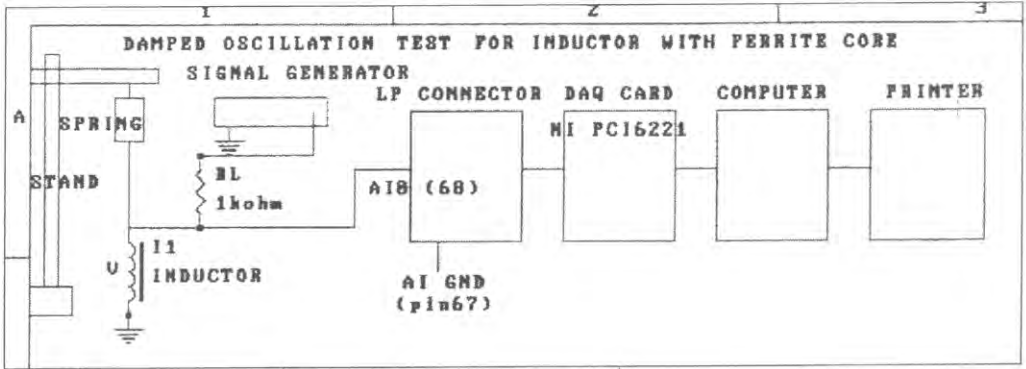 1 2 3
DAMPED OSCILLATION TEST FOR INDUCTOR WITH FERRITE CORE
SIGNAL GENERATOR
LP CONNECTOR DAQ CARD COMPUTER PRINTER
A
SPRING
NI PCI6221
STAND
RL
1kohm
AI8 (68)
I1
U
INDUCTOR
AI GND
(pin67)